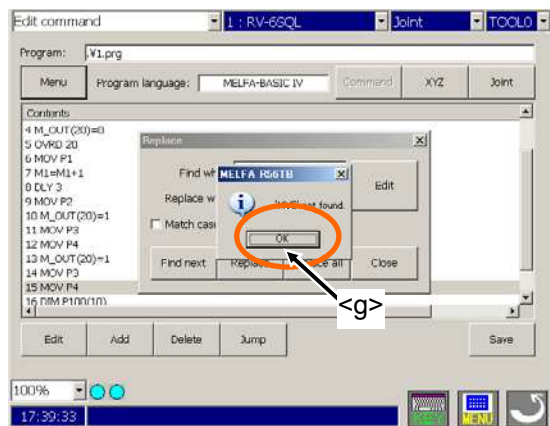 Edit command 1 : RV-6SQL Joint TOOL0
Program: .¥1.prg
Menu Program language: MELFA-BASIC IV Command XYZ Joint
Contents
4 M_OUT(20)=0
5 OVRD 20
6 MOV P1
7 M1=M1+1
8 DLY 3
9 MOV P2
10 M_OUT(20)=1
11 MOV P3
12 MOV P4
13 M_OUT(20)=1
14 MOV P3
15 MOV P4
16 DIM P100(10)
Replace
Find wh
Replace w
Match cas
Edit
MELFA R56TB
found.
OK
Find next Replace all Close
<g>
Edit Add Delete Jump Save
100%
17:39:33 MENU